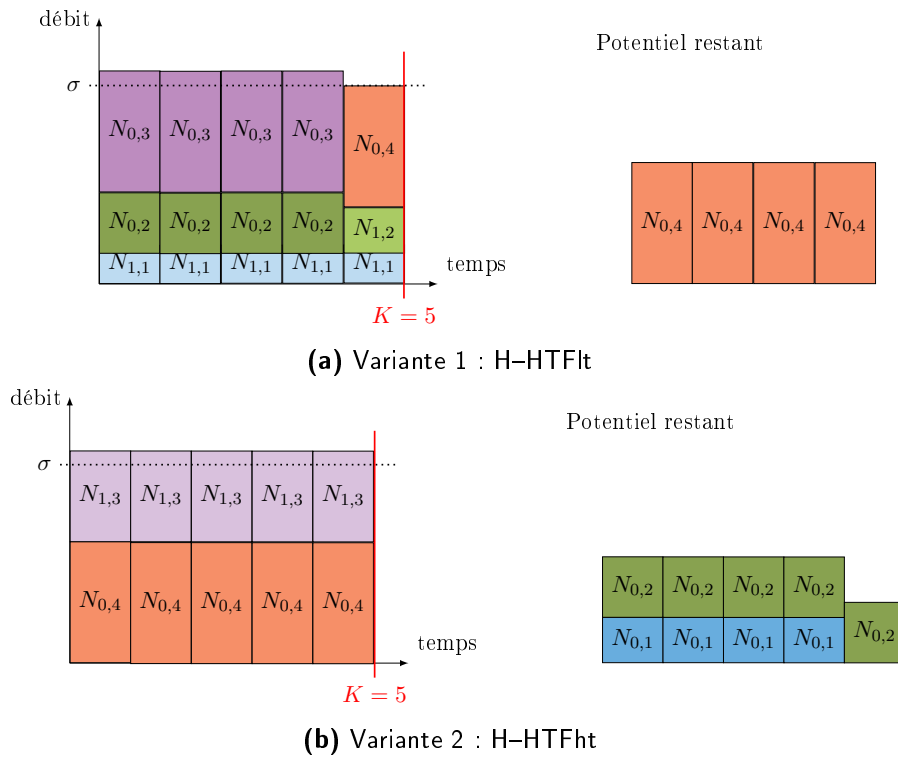 débit
Potentiel restant
σ
N0,3 N0,3 N0,3 N0,3 N0,4
N0,2 N0,2 N0,2 N0,2 N1,2
N1,1 N1,1 N1,1 N1,1 N1,1
temps
N0,4 N0,4 N0,4 N0,4
K = 5
(a) Variante 1 : H–HTFlt
débit
Potentiel restant
σ
N1,3 N1,3 N1,3 N1,3 N1,3
N0,4 N0,4 N0,4 N0,4 N0,4
temps
N0,2 N0,2 N0,2 N0,2
N0,1 N0,1 N0,1 N0,1 N0,2
K = 5
(b) Variante 2 : H–HTFht